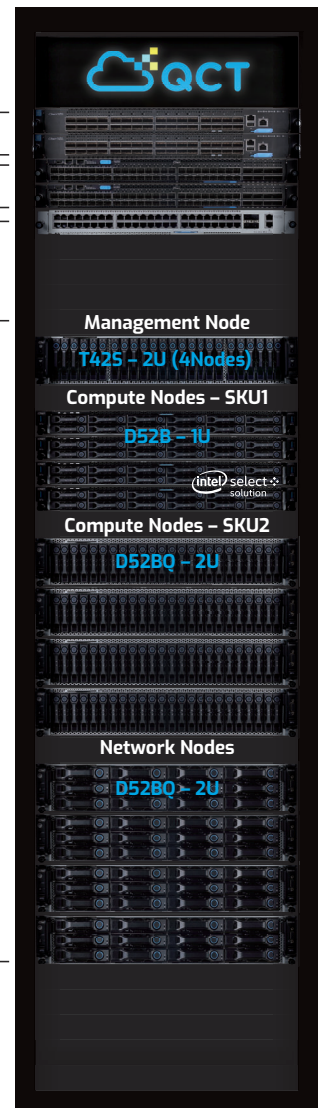 QCT
Management Node
T42S – 2U (4Nodes)
Compute Nodes – SKU1
D52B – 1U
intel select
solution
Compute Nodes – SKU2
D52BQ – 2U
Network Nodes
D52BQ – 2U